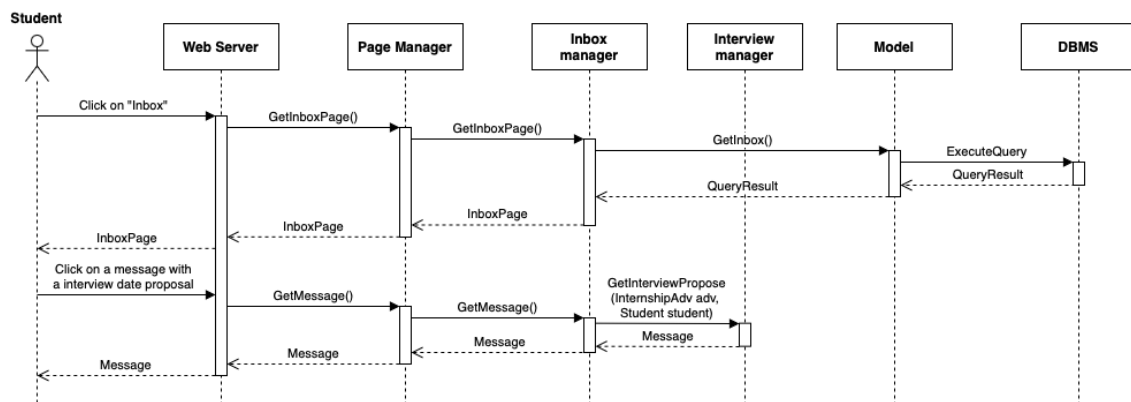 Student
Web Server
Page Manager
Inbox
manager
Interview
manager
Model
DBMS
Click on "Inbox"
GetInboxPage()
GetInboxPage()
GetInbox()
ExecuteQuery
QueryResult
QueryResult
InboxPage
InboxPage
InboxPage
Click on a message with
a interview date proposal
GetMessage()
GetMessage()
GetInterviewPropose
(InternshipAdv adv,
Student student)
Message
Message
Message
Message